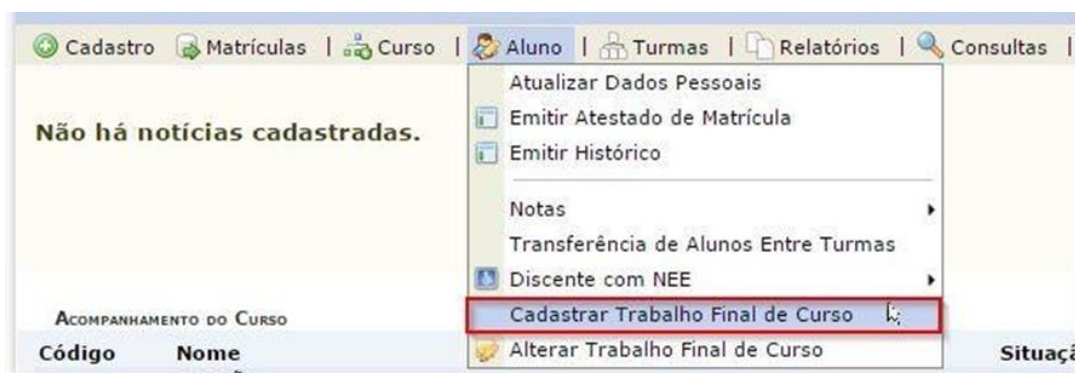 Cadastro Matrículas | Curso | Aluno | Turmas | Relatórios | Consultas |
Atualizar Dados Pessoais
Emitir Atestado de Matrícula
Não há notícias cadastradas.
Emitir Histórico
Notas
Transferência de Alunos Entre Turmas
Discente com NEE
Cadastrar Trabalho Final de Curso
Acompanhamento do Curso
Alterar Trabalho Final de Curso
Código Nome Situaçã